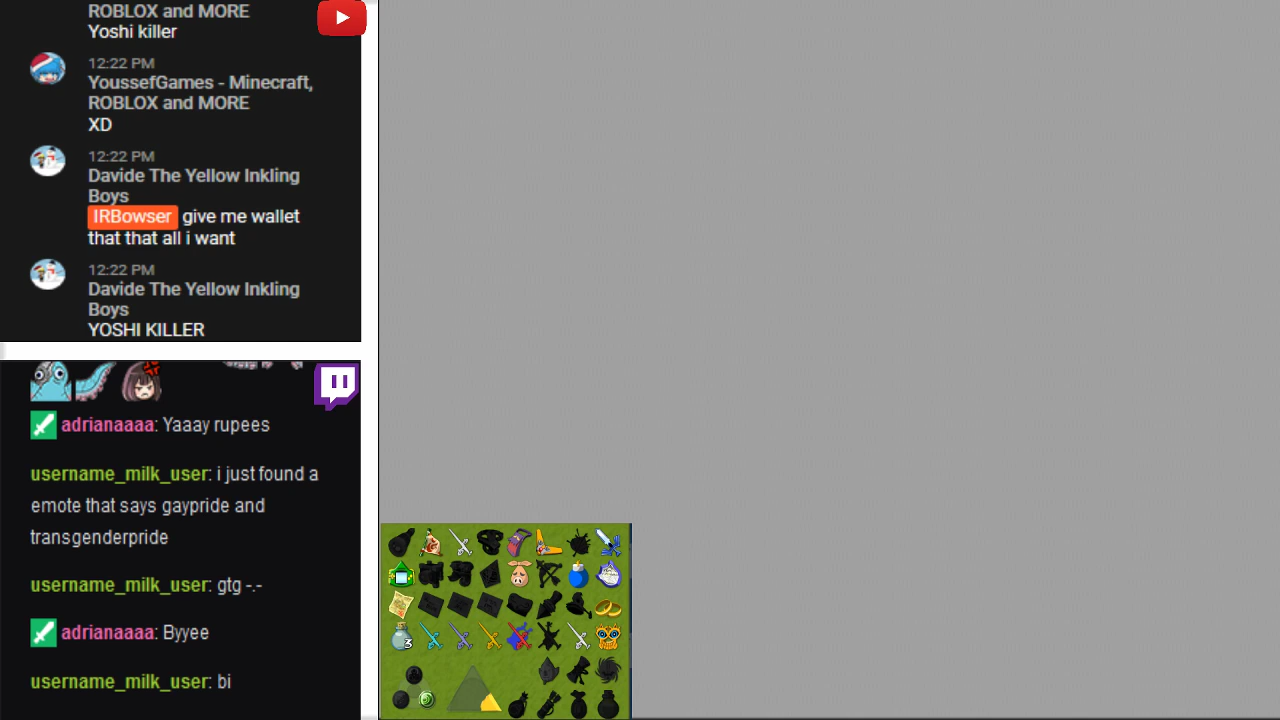 ROBLOX and MORE
Yoshi killer
12:22 PM
YoussefGames - Minecraft,
ROBLOX and MORE
XD
12:22 PM
Davide The Yellow Inkling
Boys
IRBowser give me wallet
that that all i want
12:22 PM
Davide The Yellow Inkling
Boys
YOSHI KILLER
adrianaaaa: Yaaay rupees
username_milk_user: i just found a
emote that says gaypride and
transgenderpride
username_milk_user: gtg -.-
adrianaaaa: Byyee
username_milk_user: bi
3